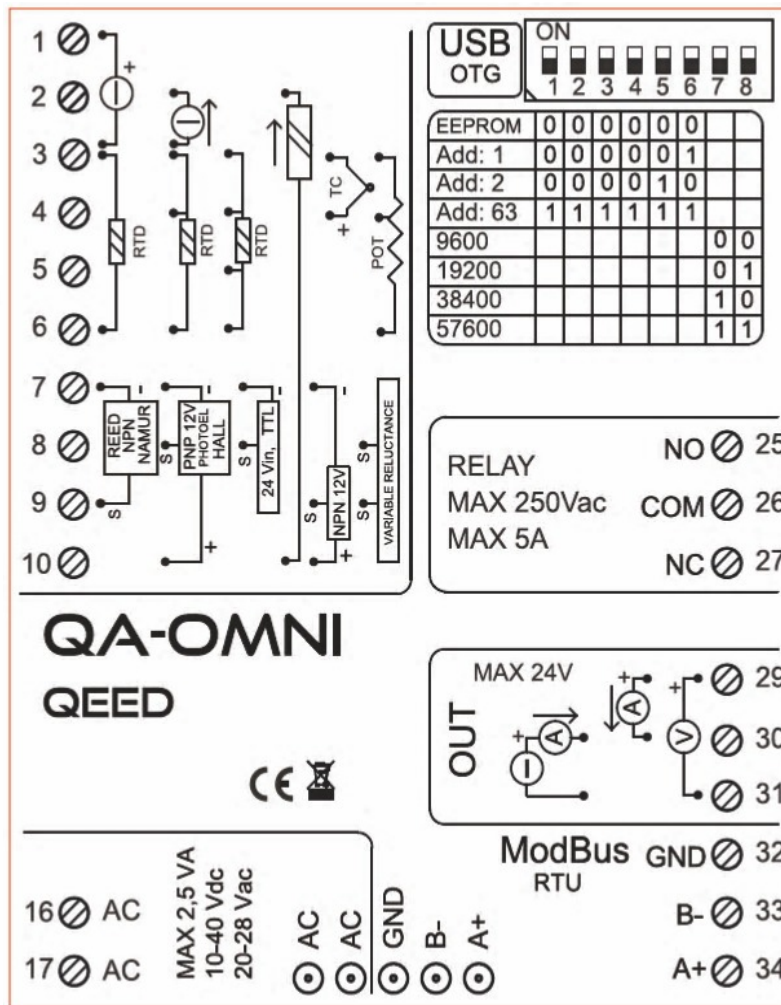 1
+
2
3
4
5
6
RTD
RTD
RTD
TC
+
POT
7
8
9
10
-
REED
NPN
NAMUR
S
-
S
PNP 12V
PHOTOEL
HALL
+
-
S
24 Vin, TTL
-
S
NPN 12V
+
S
S
VARIABLE RELUCTANCE
USB
OTG
ON
1 2 3 4 5 6 7 8
EEPROM 0 0 0 0 0 0
Add: 1 0 0 0 0 0 1
Add: 2 0 0 0 0 1 0
Add: 63 1 1 1 1 1 1
9600 0 0
19200 0 1
38400 1 0
57600 1 1
RELAY
MAX 250Vac
MAX 5A
NO 25
COM 26
NC 27
QA-OMNI
QEED
CE
OUT
MAX 24V
+
A
+
A
+
V
29
30
31
ModBus
RTU
GND 32
B- 33
A+ 34
16 AC
17 AC
MAX 2,5 VA
10-40 Vdc
20-28 Vac
AC
AC
GND
B-
A+